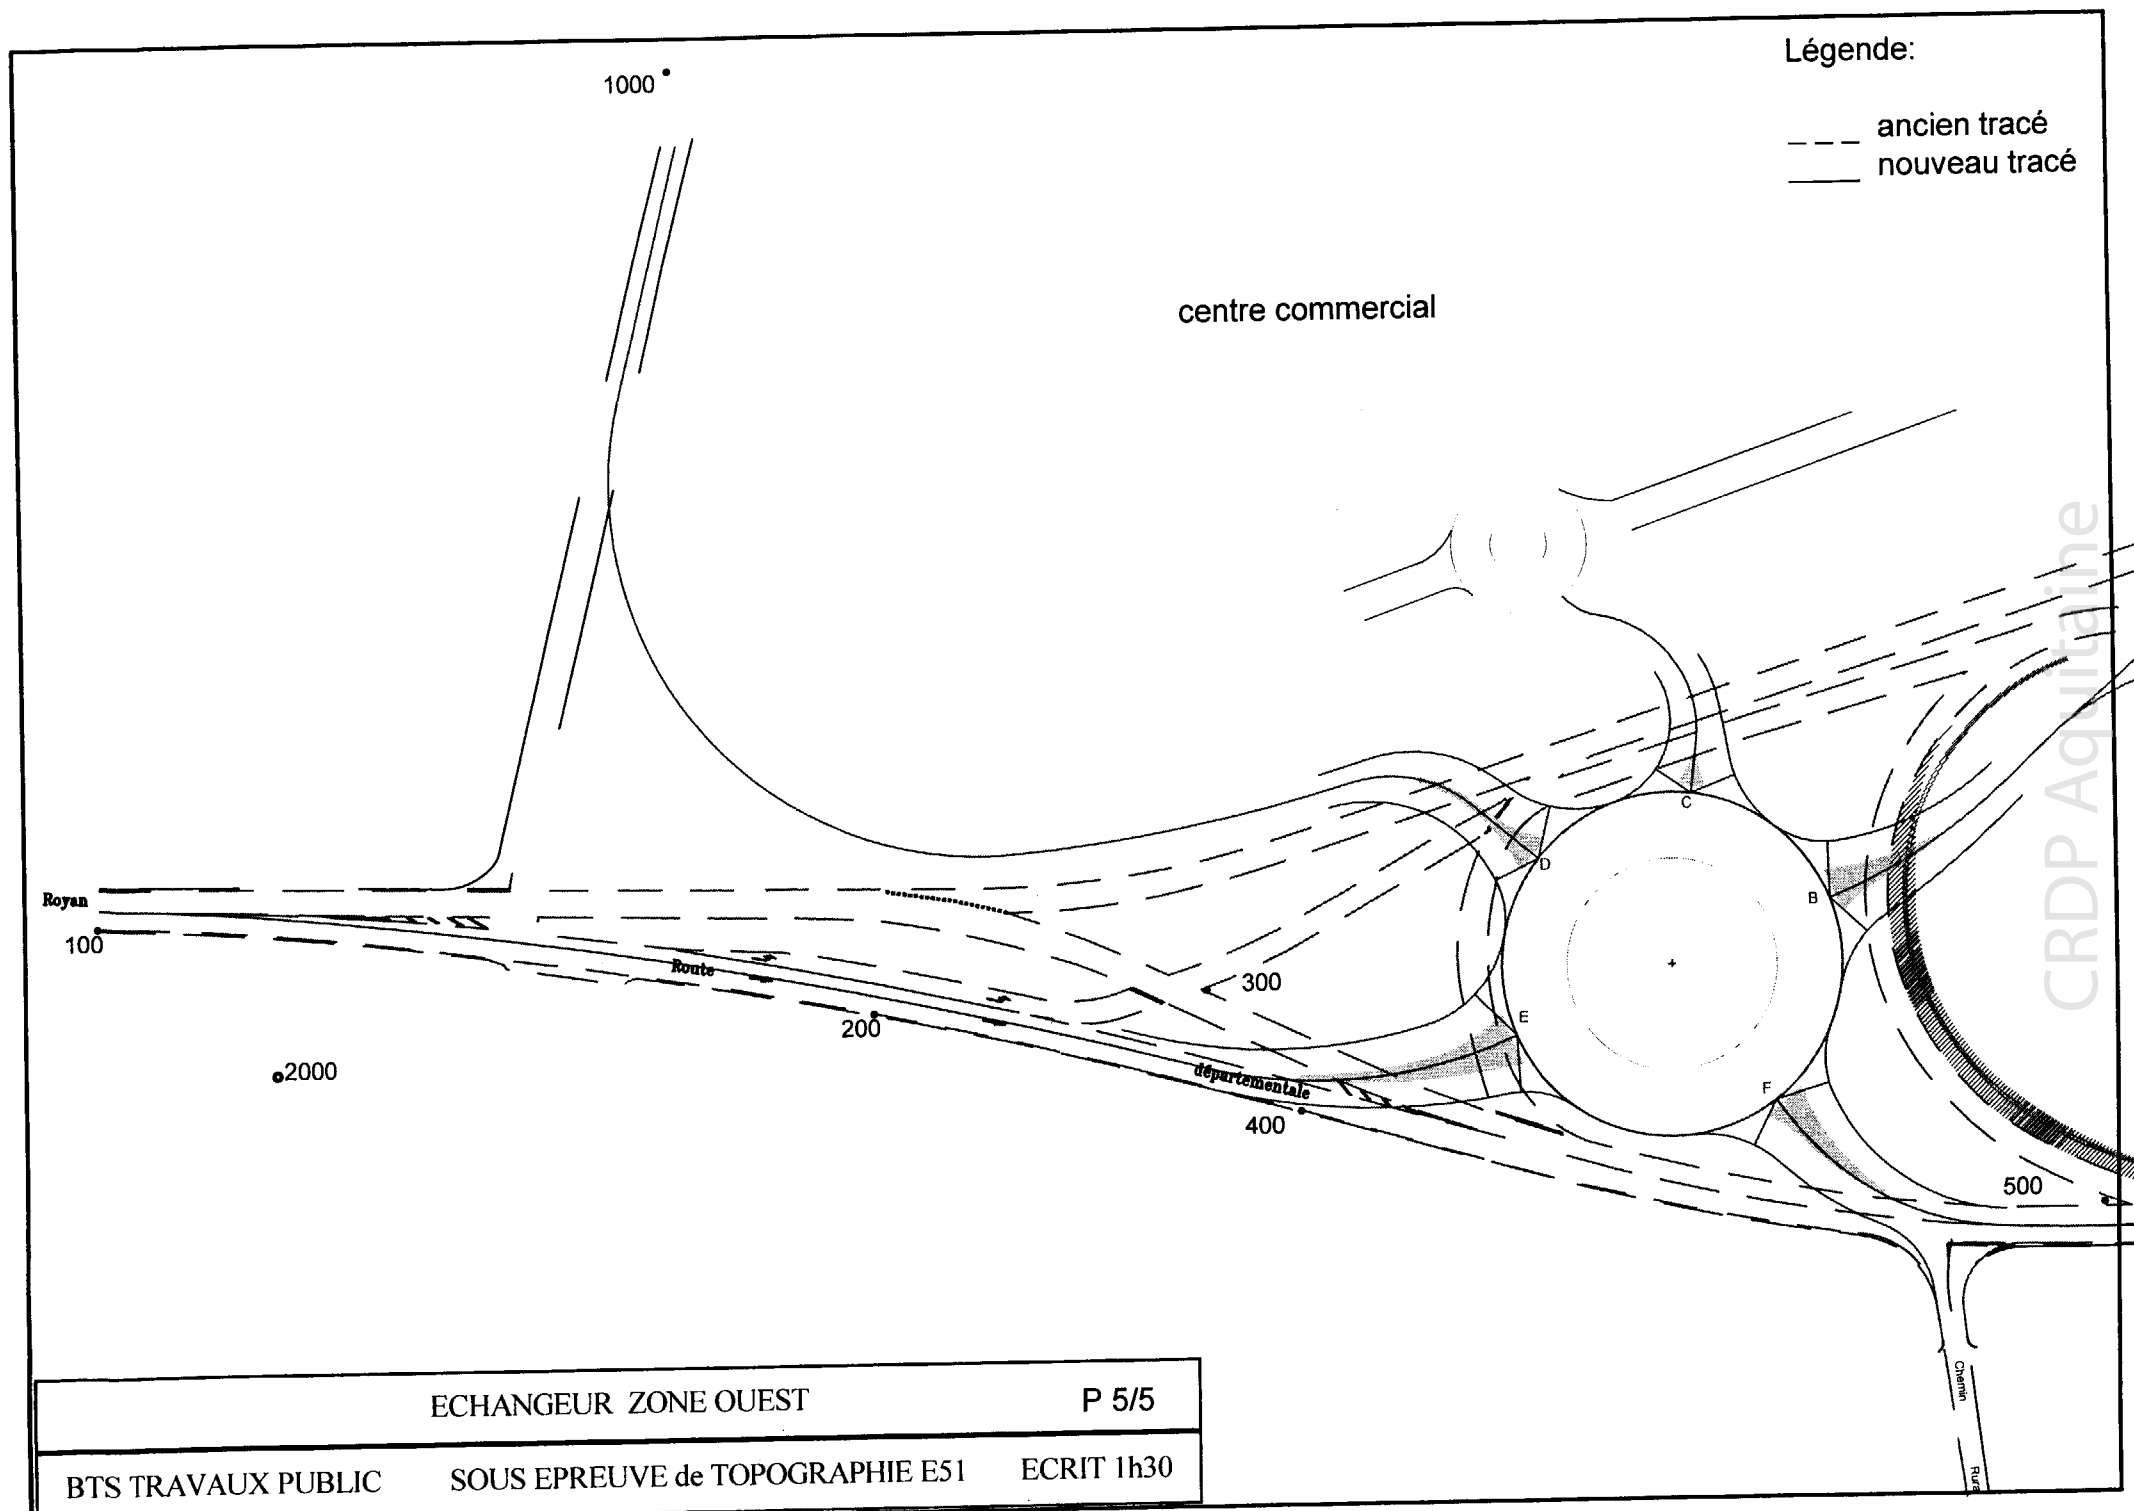 Légende:
1000
ancien tracé
nouveau tracé
centre commercial
CRDP Aquitaine
C
D
B
Royan
100
Route
300
200
E
2000
départementale
F
400
500
Chemin
Rura
ECHANGEUR ZONE OUEST P 5/5
BTS TRAVAUX PUBLIC SOUS EPREUVE de TOPOGRAPHIE E51 ECRIT 1h30